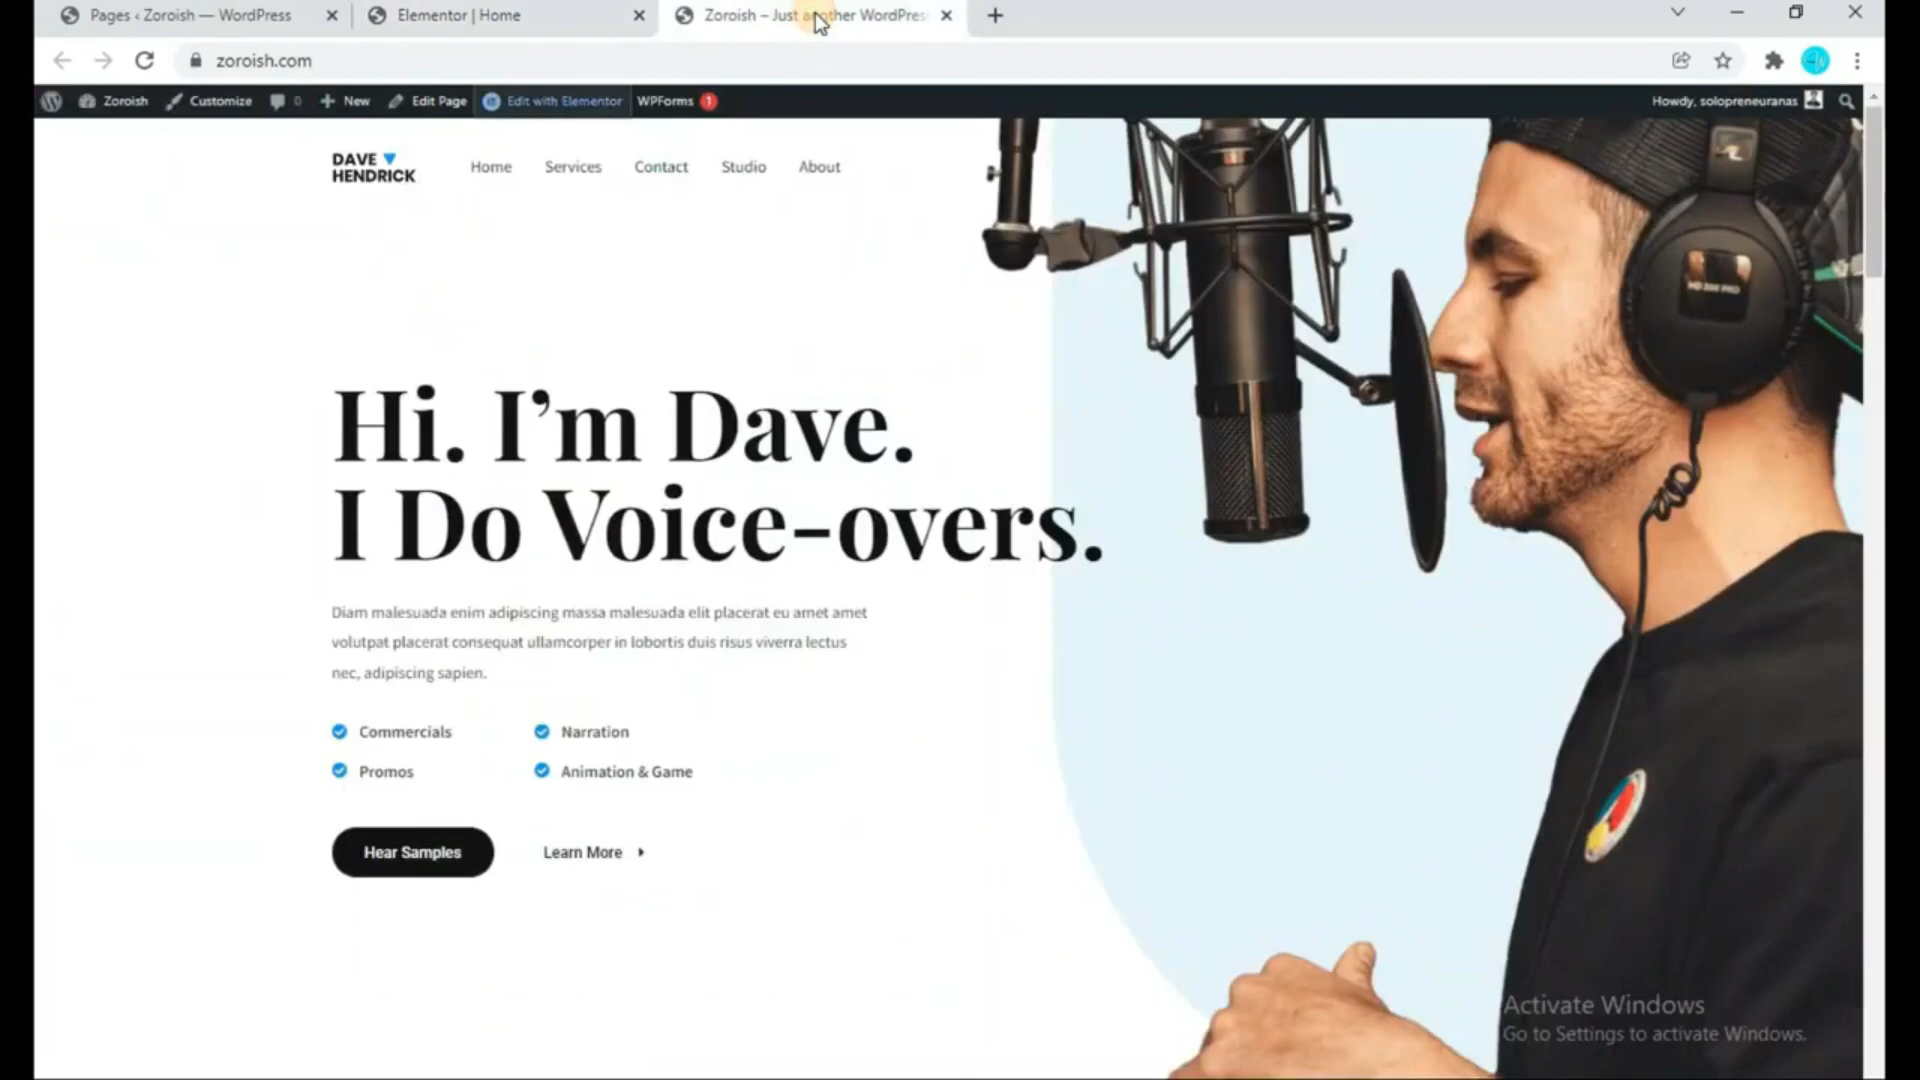 Pages ‹ Zoroish — WordPress
Elementor | Home
Zoroish – Just another WordPres
zoroish.com
Zoroish
Customize
0
New
Edit Page
Edit with Elementor
WPForms 1
Howdy, solopreneuranas
DAVE
HENDRICK
Home
Services
Contact
Studio
About
Hi. I'm Dave.
I Do Voice-overs.
Diam malesuada enim adipiscing massa malesuada elit placerat eu amet amet
volutpat placerat consequat ullamcorper in lobortis duis risus viverra lectus
nec, adipiscing sapien.
Commercials
Narration
Promos
Animation & Game
Hear Samples
Learn More
Activate Windows
Go to Settings to activate Windows.